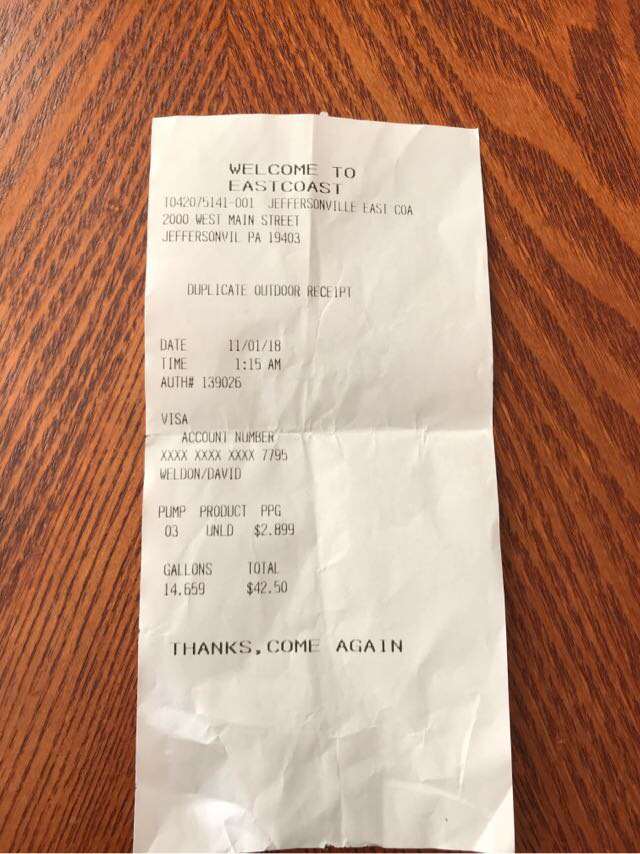 WELCOME TO
EASTCOAST
T042075141-001 JEFFERSONVILLE EAST COA
2000 WEST MAIN STREET
JEFFERSONVIL PA 19403
DUPLICATE OUTDOOR RECEIPT
DATE 11/01/18
TIME 1:15 AM
AUTH# 139026
VISA
ACCOUNT NUMBER
XXXX XXXX XXXX 7795
WELDON/DAVID
PUMP PRODUCT PPG
03 UNLD $2.899
GALLONS TOTAL
14.659 $42.50
THANKS,COME AGAIN